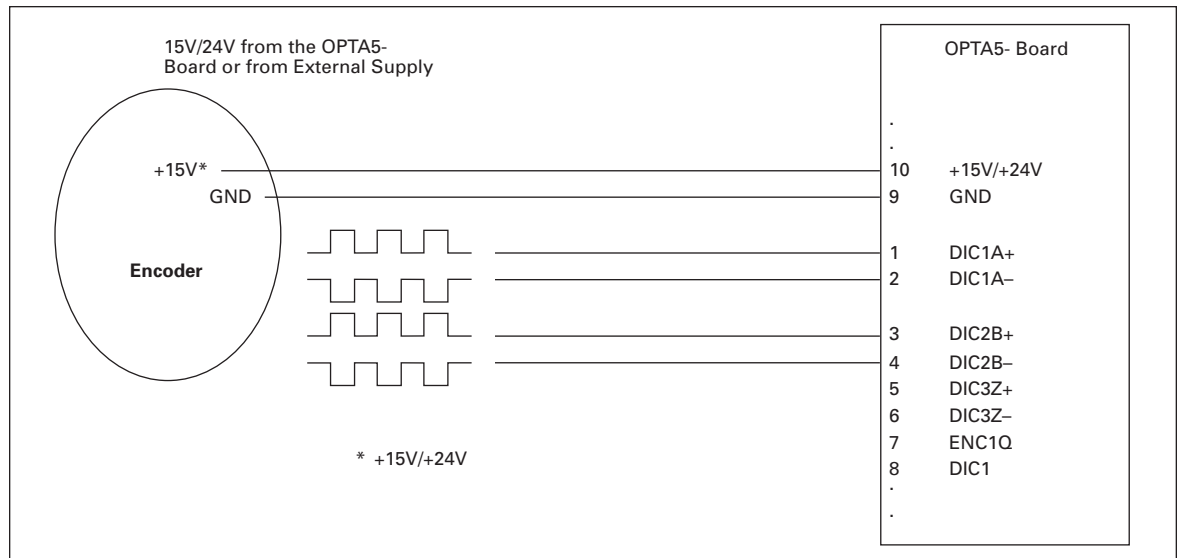 15V/24V from the OPTA5-
Board or from External Supply
OPTA5- Board
.
.
+15V*
10 +15V/+24V
GND
9 GND
Encoder
1 DIC1A+
2 DIC1A–
3 DIC2B+
4 DIC2B–
5 DIC3Z+
6 DIC3Z–
7 ENC1Q
8 DIC1
.
.
* +15V/+24V